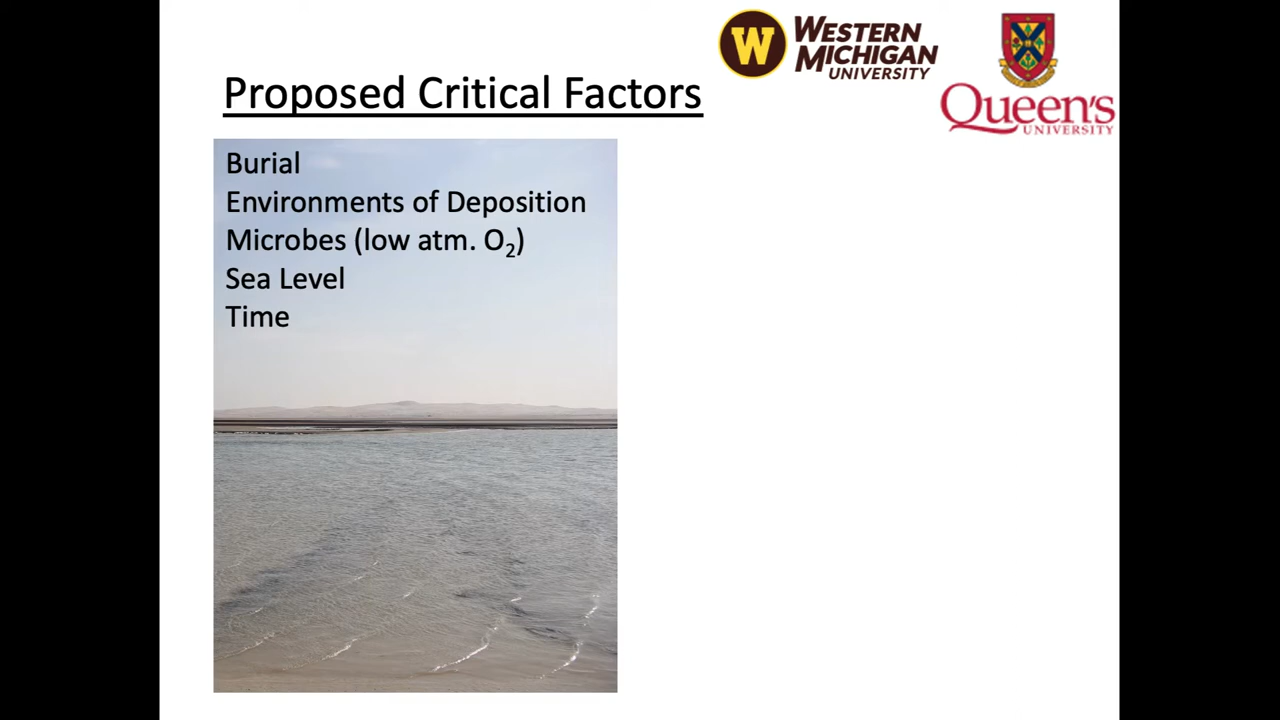 W WESTERN
MICHIGAN
UNIVERSITY
Queen's
UNIVERSITY
Proposed Critical Factors
Burial
Environments of Deposition
Microbes (low atm. O₂)
Sea Level
Time